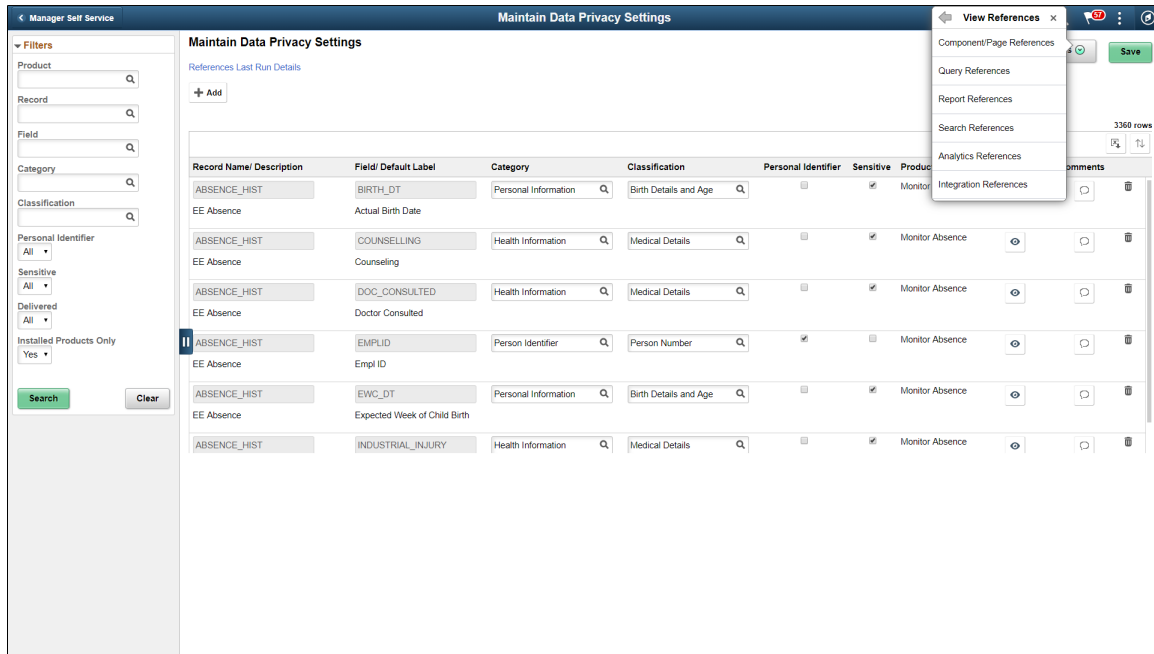 Manager Self Service
Maintain Data Privacy Settings
View References ×
57
Filters
Product
Record
Field
Category
Classification
Personal Identifier
All
Sensitive
All
Delivered
All
Installed Products Only
Yes
Search Clear
Maintain Data Privacy Settings
References Last Run Details
+ Add
Save
Component/Page References
Query References
Report References
Search References
Analytics References
Integration References
3360 rows
Record Name/ Description Field/ Default Label Category Classification Personal Identifier Sensitive Produc omments
ABSENCE_HIST BIRTH_DT Personal Information Birth Details and Age Monitor
EE Absence Actual Birth Date
ABSENCE_HIST COUNSELLING Health Information Medical Details Monitor Absence
EE Absence Counseling
ABSENCE_HIST DOC_CONSULTED Health Information Medical Details Monitor Absence
EE Absence Doctor Consulted
ABSENCE_HIST EMPLID Person Identifier Person Number Monitor Absence
EE Absence Empl ID
ABSENCE_HIST EWC_DT Personal Information Birth Details and Age Monitor Absence
EE Absence Expected Week of Child Birth
ABSENCE_HIST INDUSTRIAL_INJURY Health Information Medical Details Monitor Absence